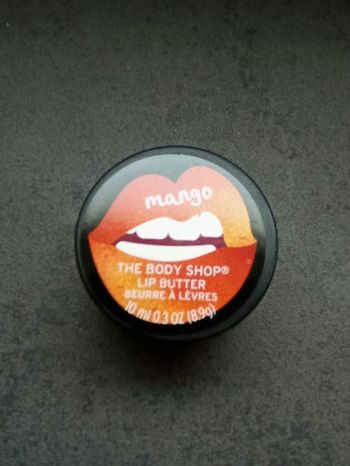 mango
THE BODY SHOP®
LIP BUTTER
BEURRE À LÈVRES
10 ml 0.3 OZ (8.9g)